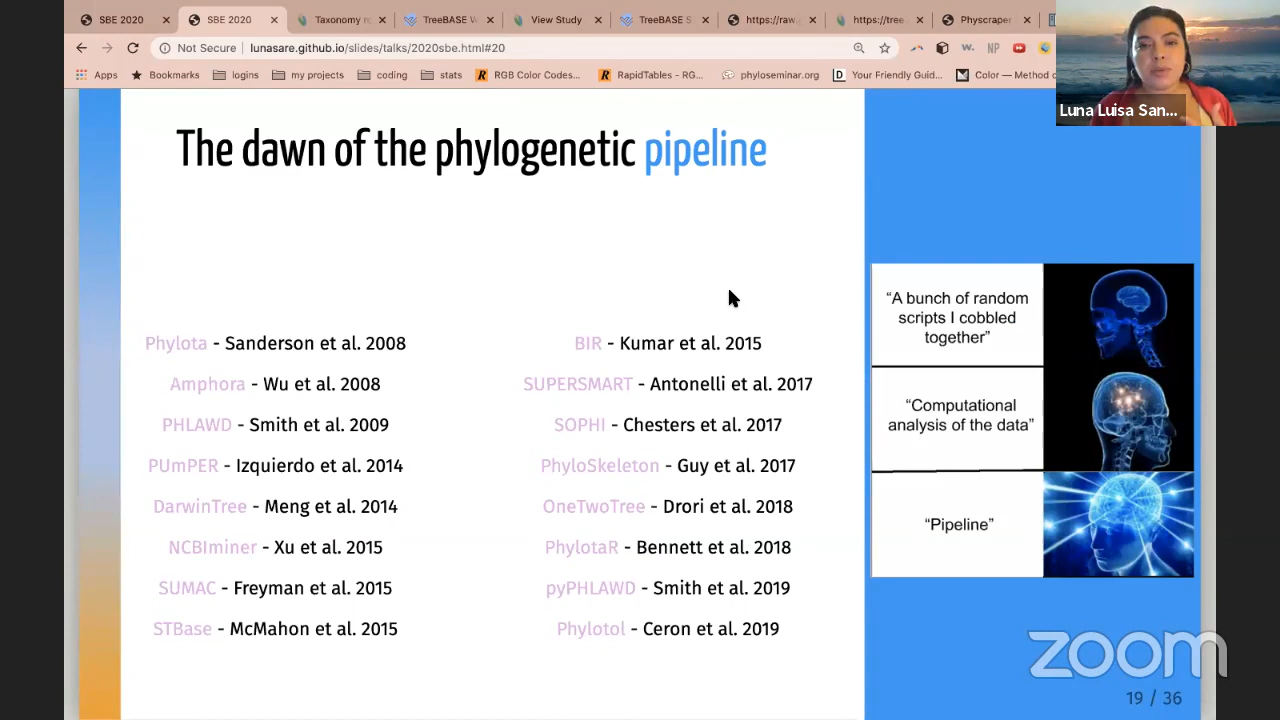 SBE 2020
SBE 2020
Taxonomy
TreeBASE
View Study
TreeBASE S
https://raw.
https://tree
Physcraper
Not Secure
lunasare.github.io/slides/talks/2020sbe.html#20
Apps
Bookmarks
logins
my projects
coding
stats
RGB Color Codes...
RapidTables - RG...
phyloseminar.org
Your Friendly Guid...
Color — Method
Luna Luisa San...
The dawn of the phylogenetic pipeline
Phylota - Sanderson et al. 2008
Amphora - Wu et al. 2008
PHLAWD - Smith et al. 2009
PUmPER - Izquierdo et al. 2014
DarwinTree - Meng et al. 2014
NCBIminer - Xu et al. 2015
SUMAC - Freyman et al. 2015
STBase - McMahon et al. 2015
BIR - Kumar et al. 2015
SUPERSMART - Antonelli et al. 2017
SOPHI - Chesters et al. 2017
PhyloSkeleton - Guy et al. 2017
OneTwoTree - Drori et al. 2018
PhylotaR - Bennett et al. 2018
pyPHLAWD - Smith et al. 2019
Phylotol - Ceron et al. 2019
“A bunch of random
scripts I cobbled
together”
“Computational
analysis of the data”
“Pipeline”
zoom
19 / 36